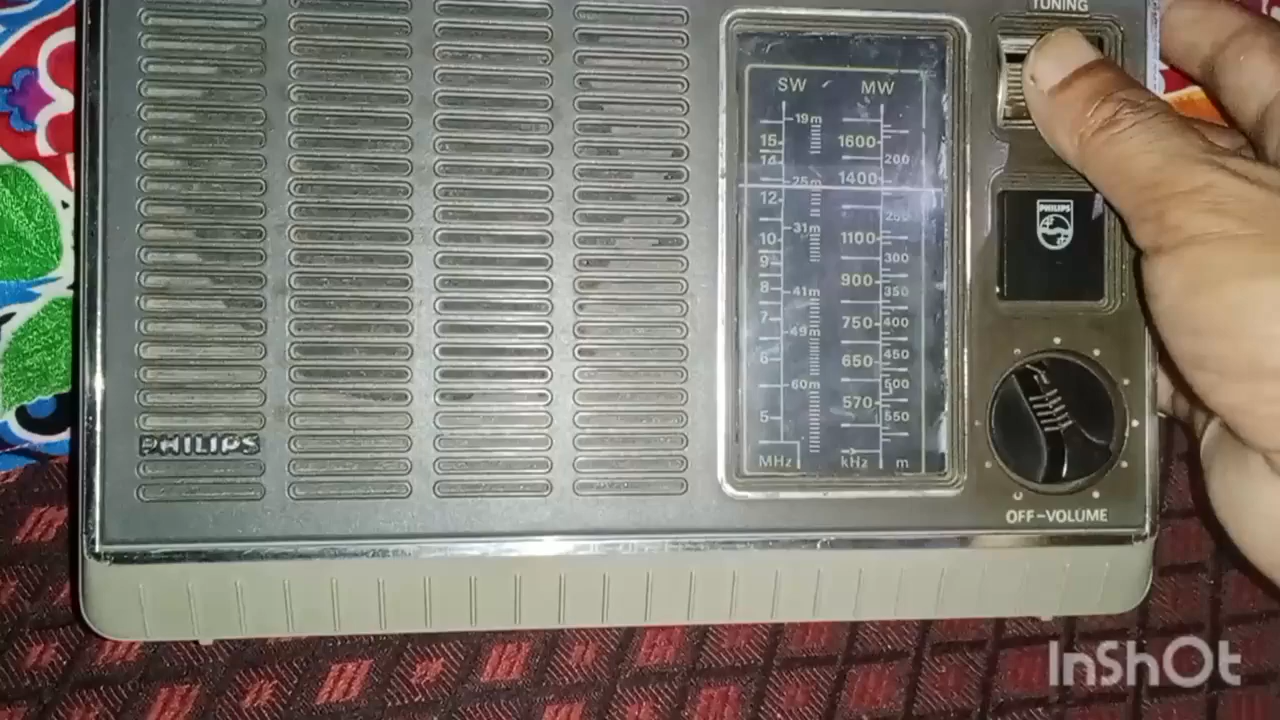 TUNING
SW MW
19m
15 1600
14 200
25m 1400
12
31m 250
10 1100
9 300
8 41m 900 350
7 750 400
49m
6 650 450
60m 500
5 570 550
MHz kHz m
PHILIPS
PHILIPS
OFF-VOLUME
InShOt